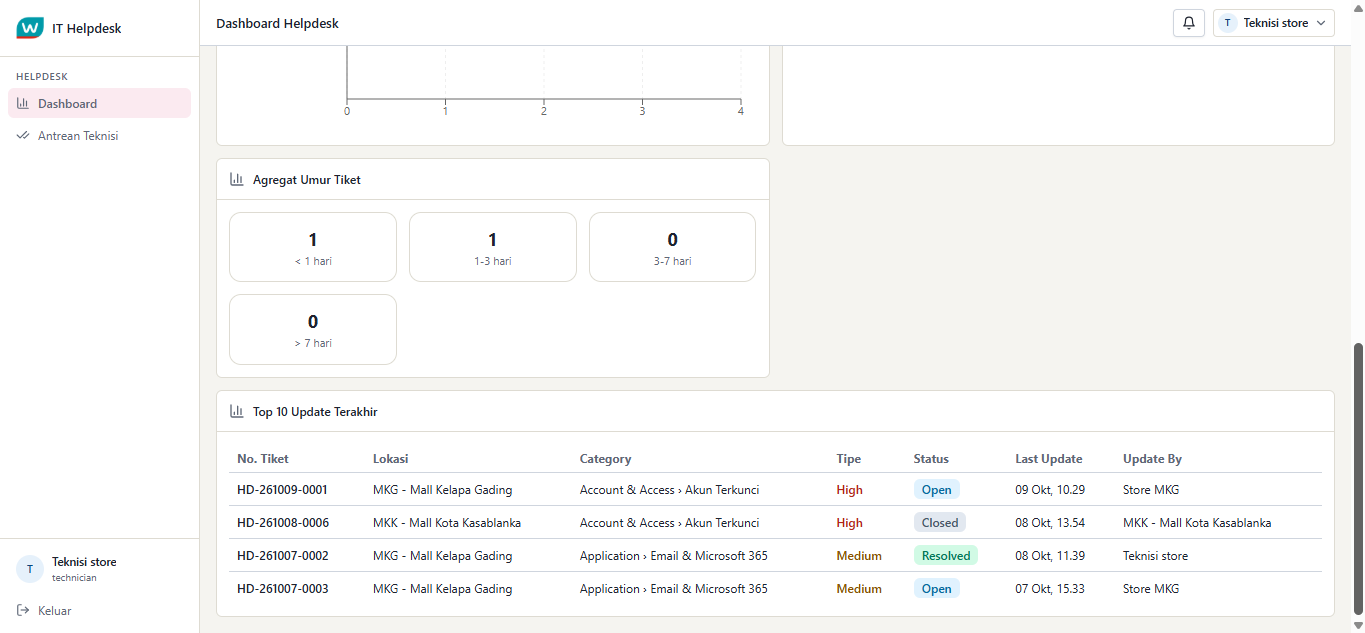 IT Helpdesk
Dashboard Helpdesk
T Teknisi store
HELPDESK
Dashboard
Antrean Teknisi
0 1 2 3 4
Agregat Umur Tiket
1 1 0
< 1 hari 1-3 hari 3-7 hari
0
> 7 hari
Top 10 Update Terakhir
No. Tiket Lokasi Category Tipe Status Last Update Update By
HD-261009-0001 MKG - Mall Kelapa Gading Account & Access › Akun Terkunci High Open 09 Okt, 10.29 Store MKG
HD-261008-0006 MKK - Mall Kota Kasablanka Account & Access › Akun Terkunci High Closed 08 Okt, 13.54 MKK - Mall Kota Kasablanka
HD-261007-0002 MKG - Mall Kelapa Gading Application › Email & Microsoft 365 Medium Resolved 08 Okt, 11.39 Teknisi store
HD-261007-0003 MKG - Mall Kelapa Gading Application › Email & Microsoft 365 Medium Open 07 Okt, 15.33 Store MKG
T Teknisi store
technician
Keluar